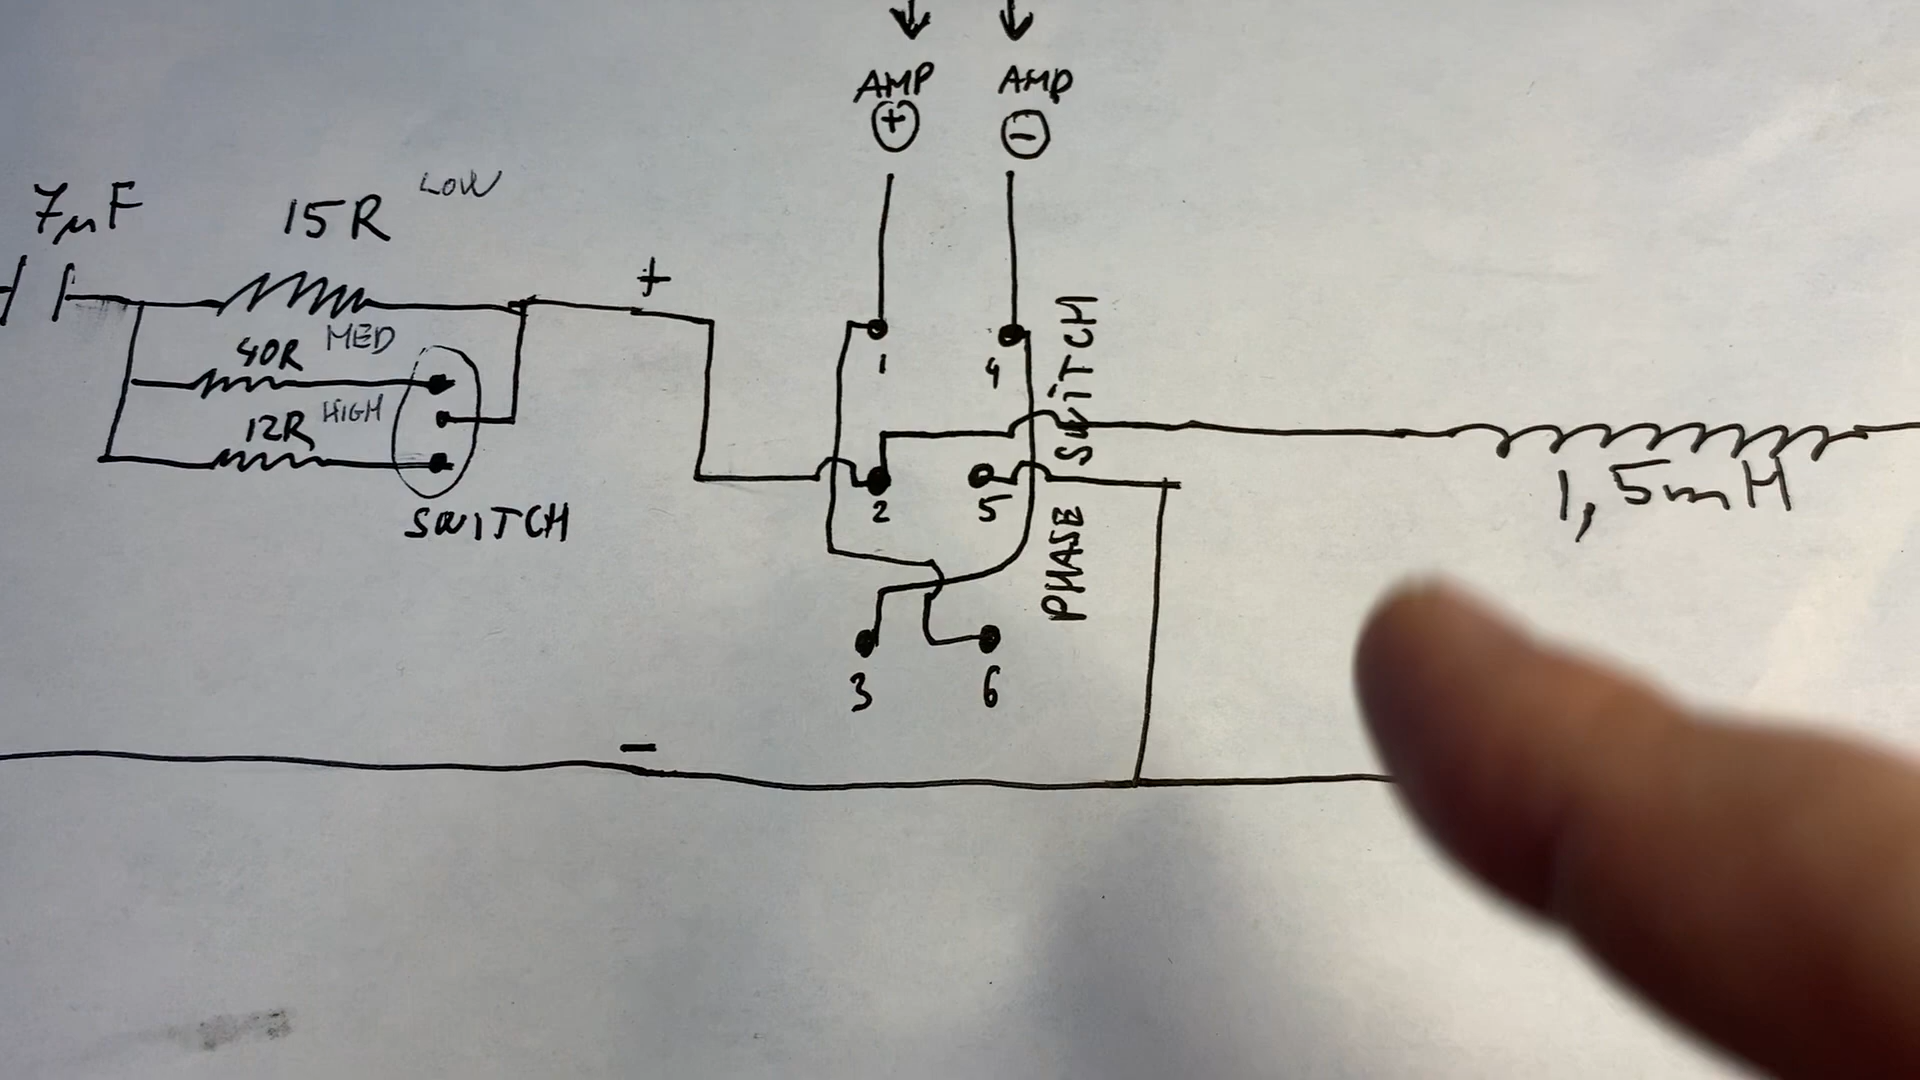 AMP AMP
+ −
7µF
15R LOW
+
40R MED
12R HIGH
SWITCH
1 4
2 5
3 6
PHASE SWITCH
1,5mH
−